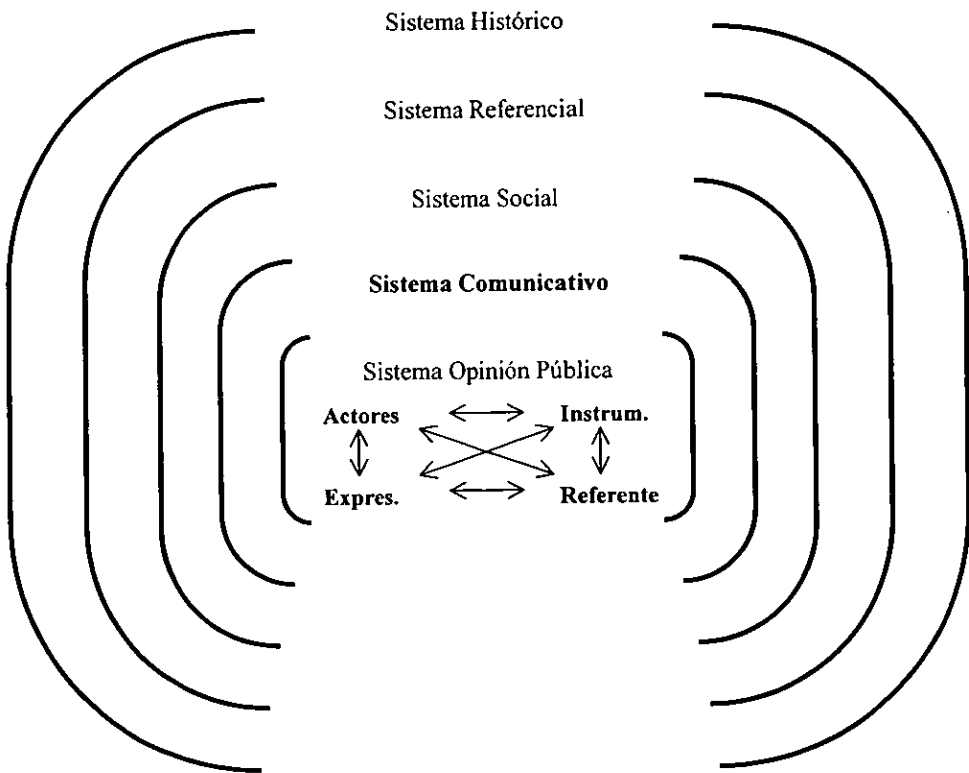 Sistema Histórico
Sistema Referencial
Sistema Social
Sistema Comunicativo
Sistema Opinión Pública
Actores Instrum.
Expres. Referente